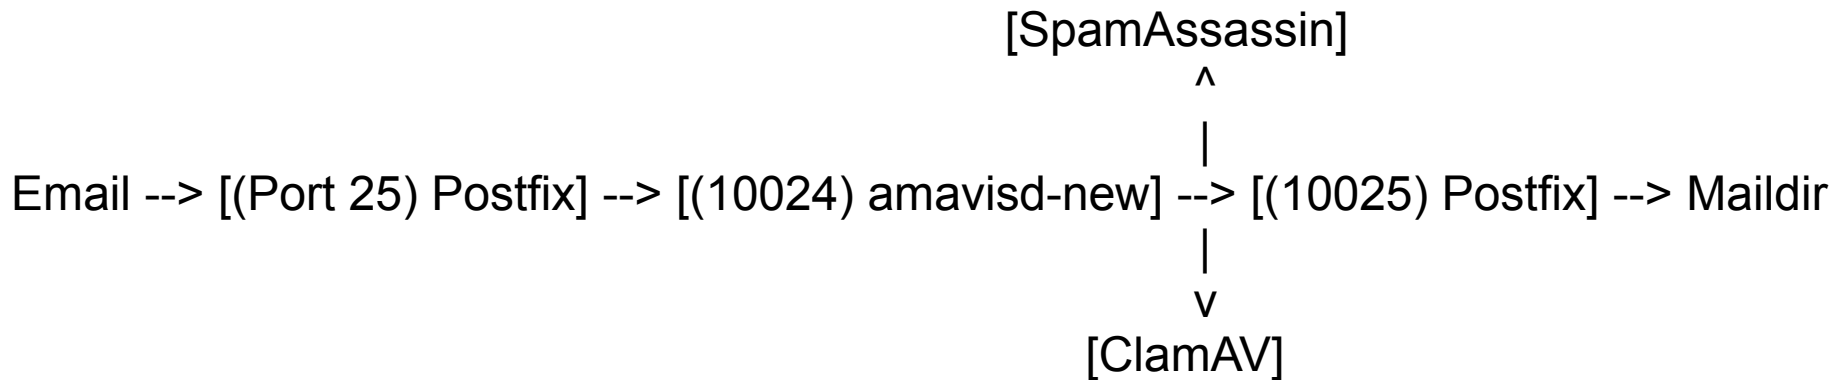 [SpamAssassin]
^
|
Email --> [(Port 25) Postfix] --> [(10024) amavisd-new] --> [(10025) Postfix] --> Maildir
|
v
[ClamAV]